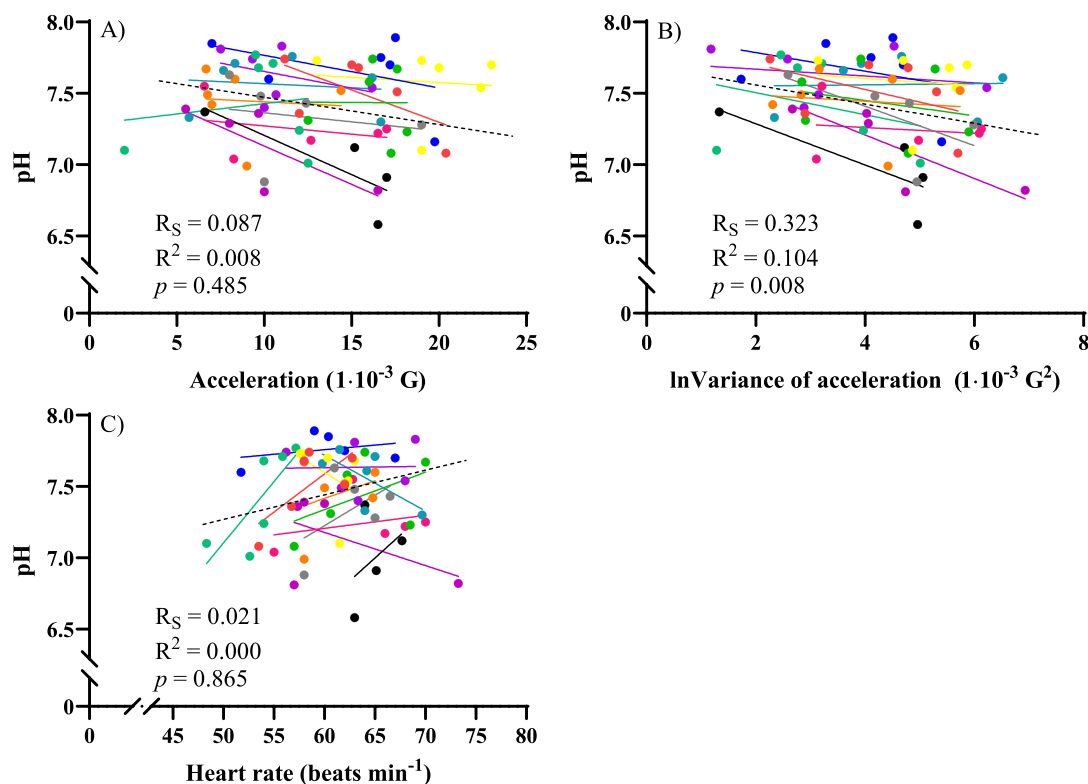 A)
8.0
7.5
7.0
6.5
0
pH
R_S = 0.087
R² = 0.008
p = 0.485
0 5 10 15 20 25
Acceleration (1·10⁻³ G)
B)
8.0
7.5
7.0
6.5
0
pH
R_S = 0.323
R² = 0.104
p = 0.008
0 2 4 6 8
lnVariance of acceleration (1·10⁻³ G²)
C)
8.0
7.5
7.0
6.5
0
pH
R_S = 0.021
R² = 0.000
p = 0.865
0 45 50 55 60 65 70 75 80
Heart rate (beats min⁻¹)